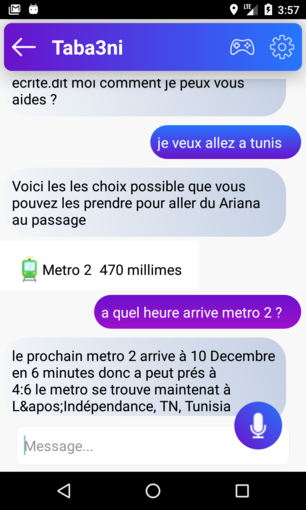 3:57
Taba3ni
ecrite.dit moi comment je peux vous
aides ?
je veux allez a tunis
Voici les les choix possible que vous
pouvez les prendre pour aller du Ariana
au passage
Metro 2 470 millimes
a quel heure arrive metro 2 ?
le prochain metro 2 arrive à 10 Decembre
en 6 minutes donc a peut prés à
4:6 le metro se trouve maintenat à
L&apos;Indépendance, TN, Tunisia
Message...